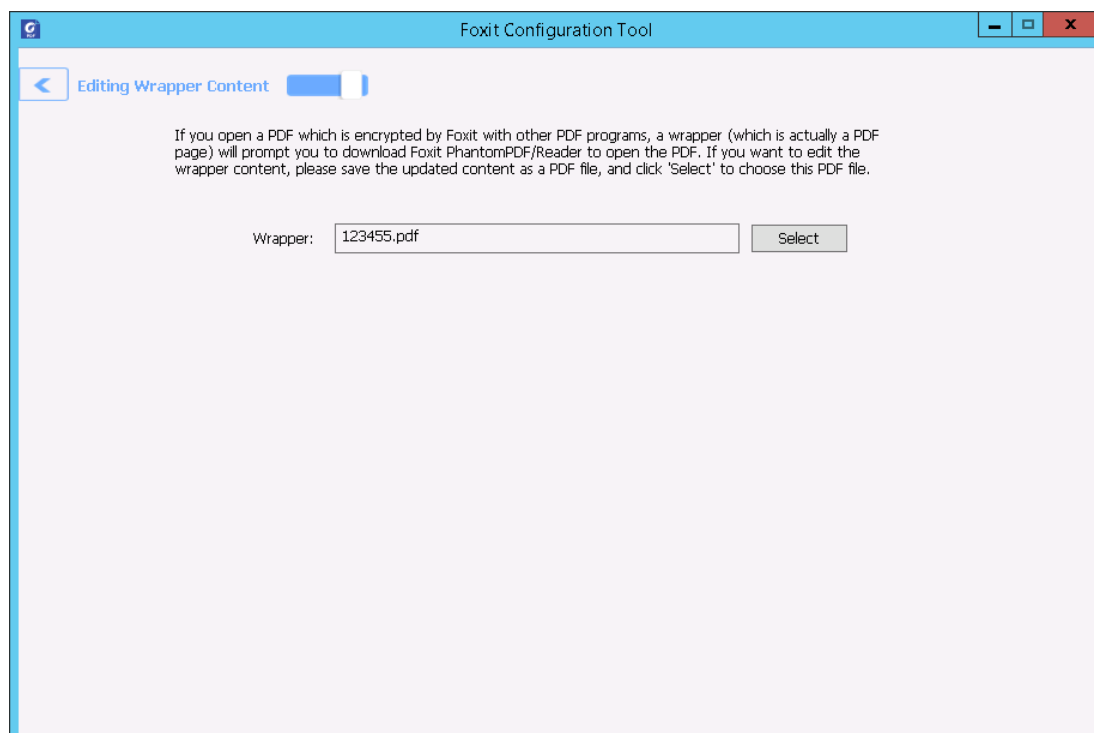 Foxit Configuration Tool
Editing Wrapper Content
If you open a PDF which is encrypted by Foxit with other PDF programs, a wrapper (which is actually a PDF
page) will prompt you to download Foxit PhantomPDF/Reader to open the PDF. If you want to edit the
wrapper content, please save the updated content as a PDF file, and click 'Select' to choose this PDF file.
Wrapper: 123455.pdf Select